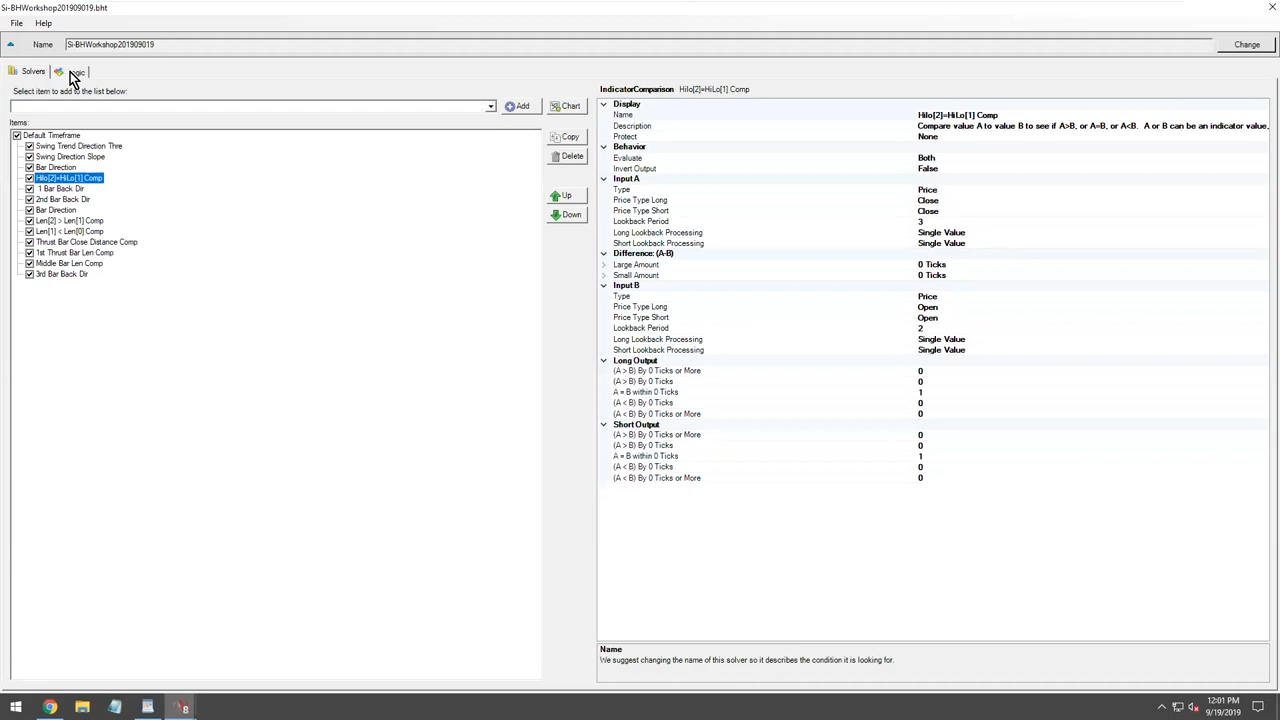 Si-BHWorkshop201909019.bht
File Help
Name Si-BHWorkshop201909019 Change
Solvers
Select item to add to the list below:
Add Chart
Items:
Default Timeframe
Swing Trend Direction Thre
Swing Direction Slope
Bar Direction
Hilo[2]=HiLo[1] Comp
1 Bar Back Dir
2nd Bar Back Dir
Bar Direction
Len[2] > Len[1] Comp
Len[1] < Len[0] Comp
Thrust Bar Close Distance Comp
1st Thrust Bar Len Comp
Middle Bar Len Comp
3rd Bar Back Dir
Copy
Delete
Up
Down
IndicatorComparison Hilo[2]=HiLo[1] Comp
Display
Name Hilo[2]=HiLo[1] Comp
Description Compare value A to value B to see if A>B, or A=B, or A<B. A or B can be an indicator value,
Protect None
Behavior
Evaluate Both
Invert Output False
Input A
Type Price
Price Type Long Close
Price Type Short Close
Lookback Period 3
Long Lookback Processing Single Value
Short Lookback Processing Single Value
Difference: (A-B)
Large Amount 0 Ticks
Small Amount 0 Ticks
Input B
Type Price
Price Type Long Open
Price Type Short Open
Lookback Period 2
Long Lookback Processing Single Value
Short Lookback Processing Single Value
Long Output
(A > B) By 0 Ticks or More 0
(A > B) By 0 Ticks 0
A = B within 0 Ticks 1
(A < B) By 0 Ticks 0
(A < B) By 0 Ticks or More 0
Short Output
(A > B) By 0 Ticks or More 0
(A > B) By 0 Ticks 0
A = B within 0 Ticks 1
(A < B) By 0 Ticks 0
(A < B) By 0 Ticks or More 0
Name
We suggest changing the name of this solver so it describes the condition it is looking for.
12:01 PM
9/19/2019